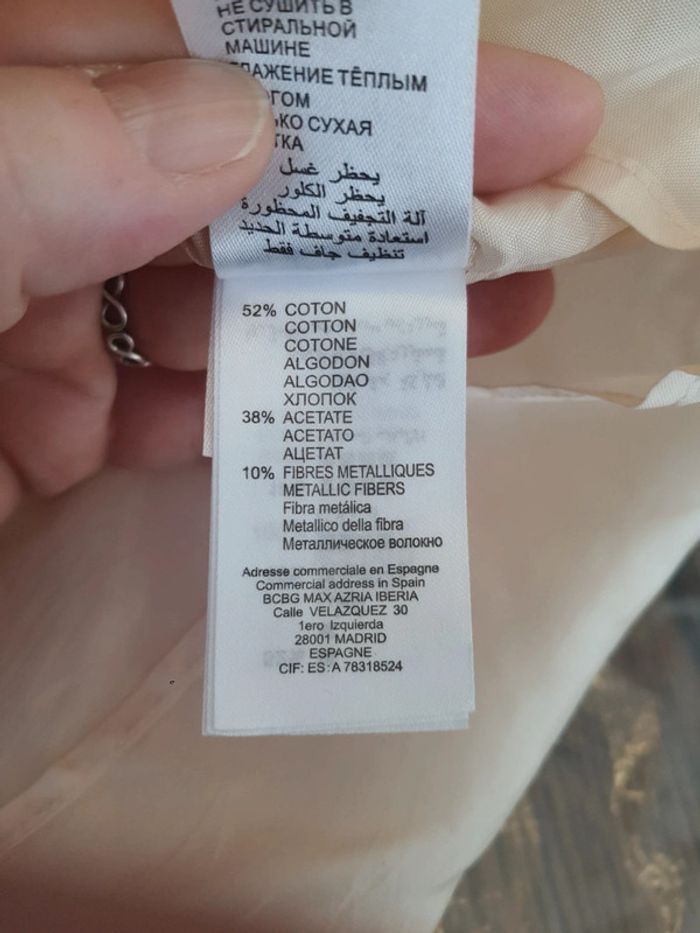 НЕ СУШИТЬ В
СТИРАЛЬНОЙ
МАШИНЕ
ЛАЖЕНИЕ ТЁПЛЫМ
ГОМ
КО СУХАЯ
ТКА
يحظر غسل
يحظر الكلور
آلة التجفيف المحظورة
استعادة متوسطة الحديد
تنظيف جاف فقط
52% COTON
COTTON
COTONE
ALGODON
ALGODAO
ХЛОПОК
38% ACETATE
ACETATO
АЦЕТАТ
10% FIBRES METALLIQUES
METALLIC FIBERS
Fibra metálica
Metallico della fibra
Металлическое волокно
Adresse commerciale en Espagne
Commercial address in Spain
BCBG MAX AZRIA IBERIA
Calle VELAZQUEZ 30
1ero Izquierda
28001 MADRID
ESPAGNE
CIF: ES:A 78318524